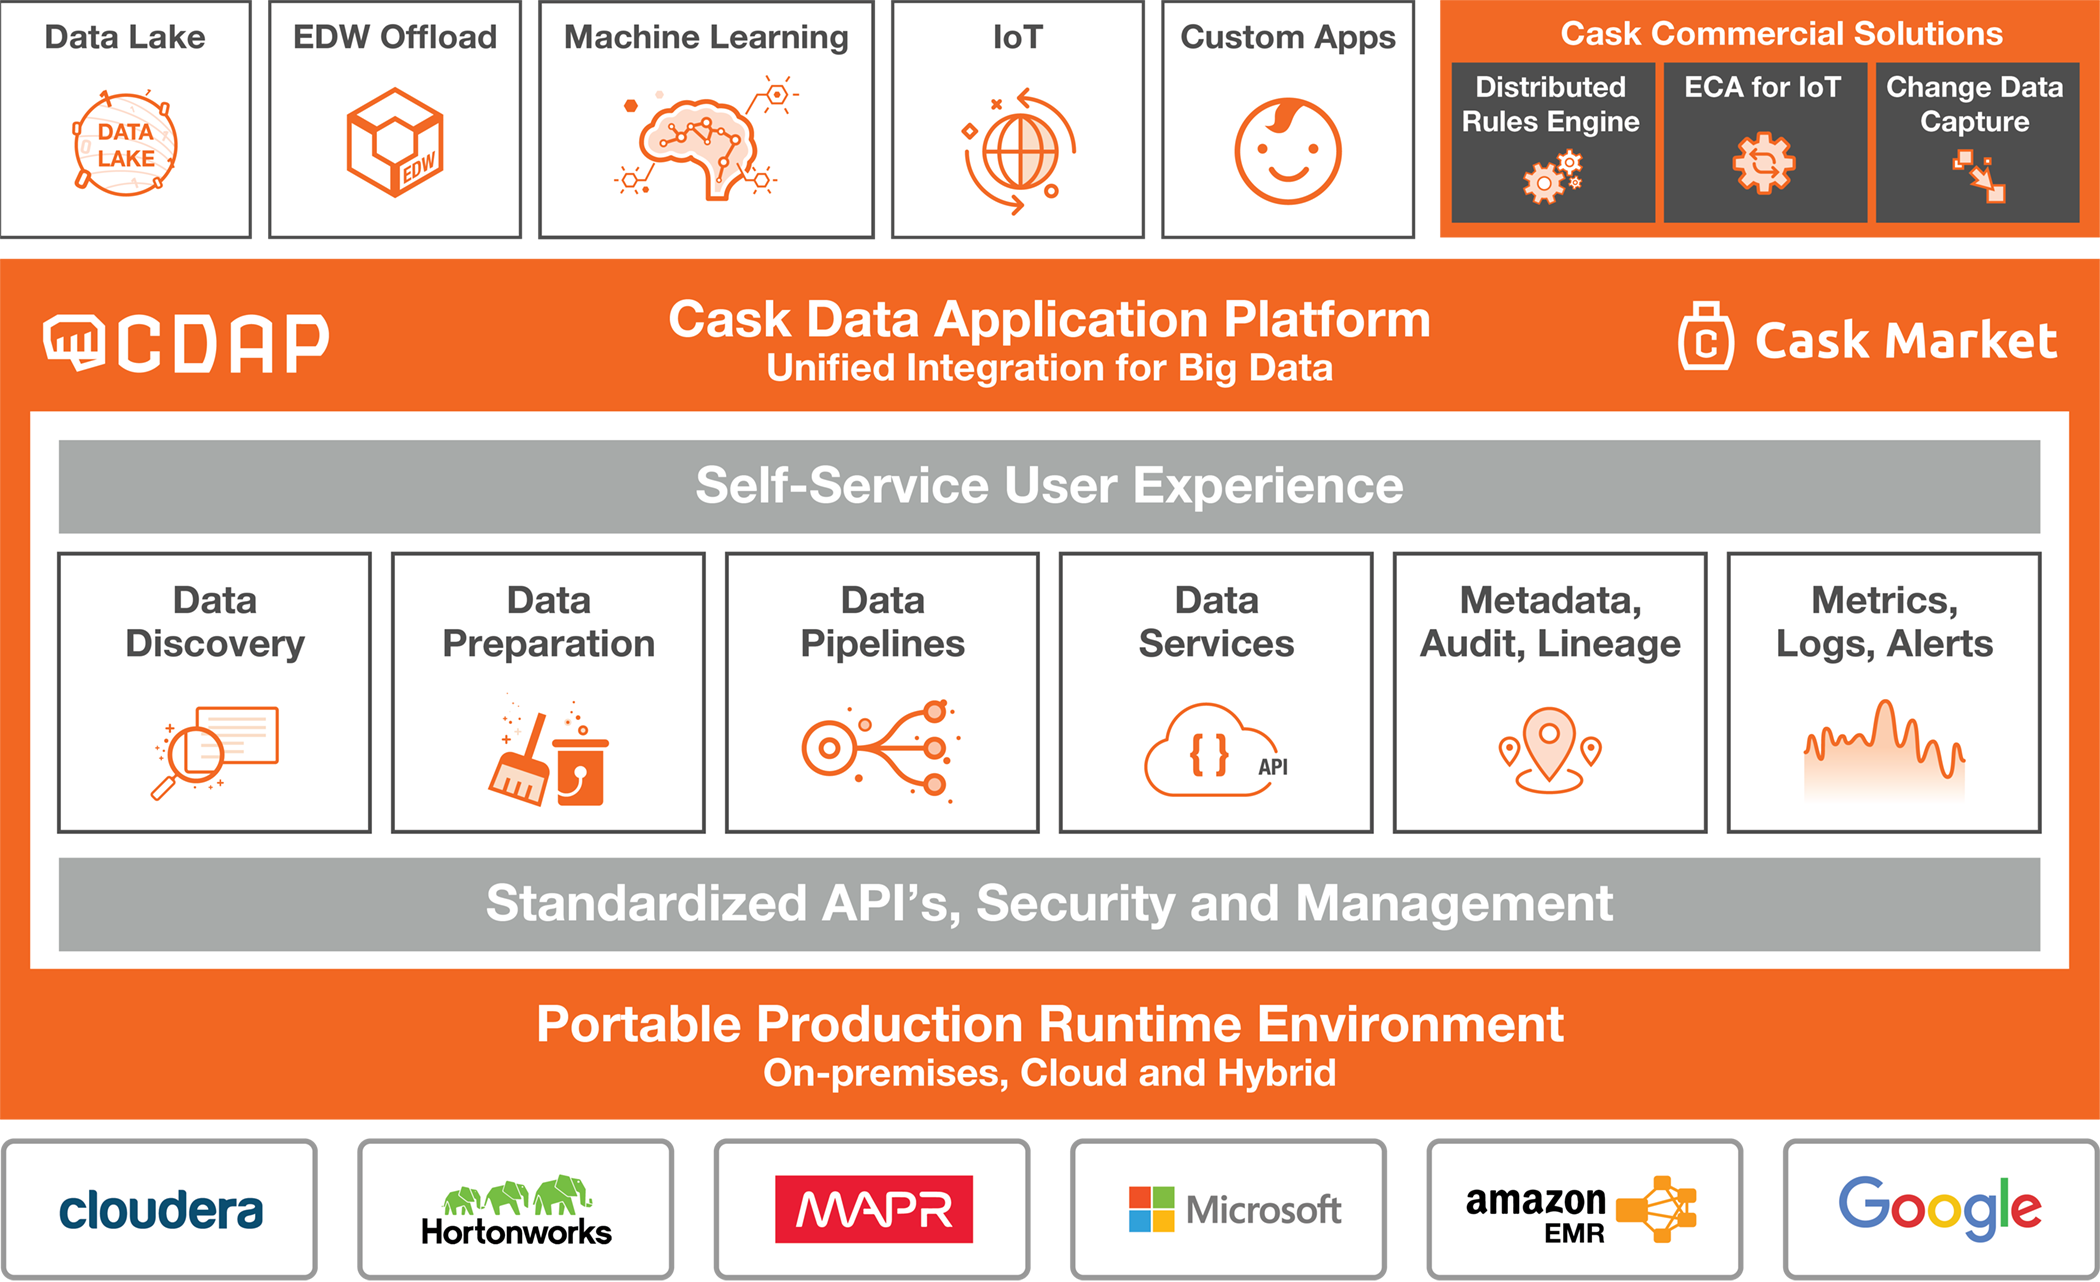 Data Lake
DATA
LAKE
EDW Offload
EDW
Machine Learning
IoT
Custom Apps
Cask Commercial Solutions
Distributed
Rules Engine
ECA for IoT
Change Data
Capture
CDAP
Cask Data Application Platform
Unified Integration for Big Data
C
Cask Market
Self-Service User Experience
Data
Discovery
Data
Preparation
Data
Pipelines
Data
Services
{ }
API
Metadata,
Audit, Lineage
Metrics,
Logs, Alerts
Standardized API’s, Security and Management
Portable Production Runtime Environment
On-premises, Cloud and Hybrid
cloudera
Hortonworks
MAPR
Microsoft
amazon
EMR
Google